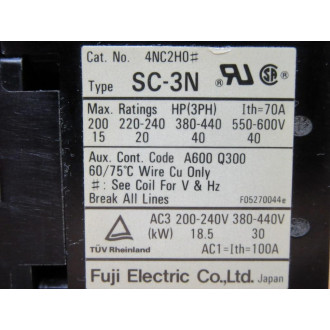 Cat. No. 4NC2H0#
Type SC-3N
Max. Ratings HP(3PH) Ith=70A
200 220-240 380-440 550-600V
15 20 40 40
Aux. Cont. Code A600 Q300
60/75℃ Wire Cu Only
#: See Coil For V & Hz
Break All Lines F05270044e
AC3 200-240V 380-440V
(kW) 18.5 30
TÜV Rheinland AC1=Ith=100A
Fuji Electric Co.,Ltd. Japan